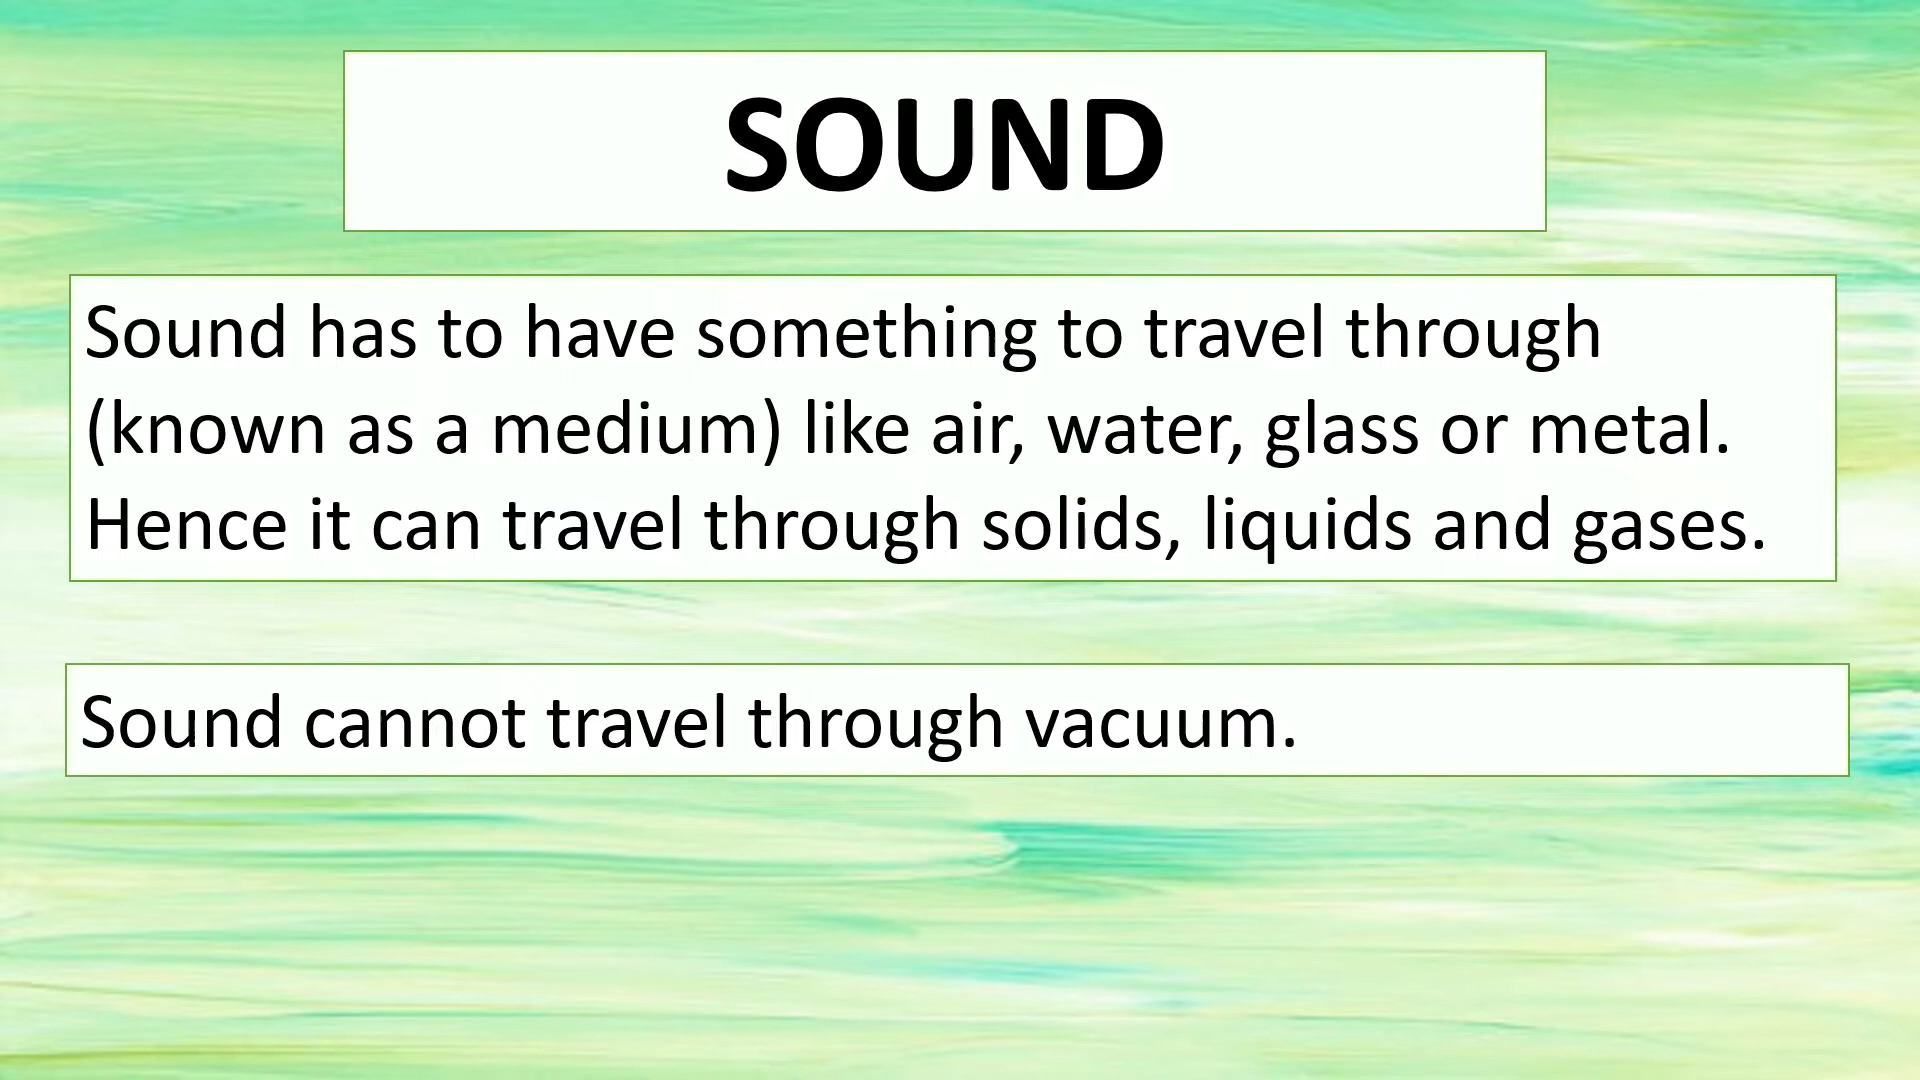 SOUND
Sound has to have something to travel through
(known as a medium) like air, water, glass or metal.
Hence it can travel through solids, liquids and gases.
Sound cannot travel through vacuum.